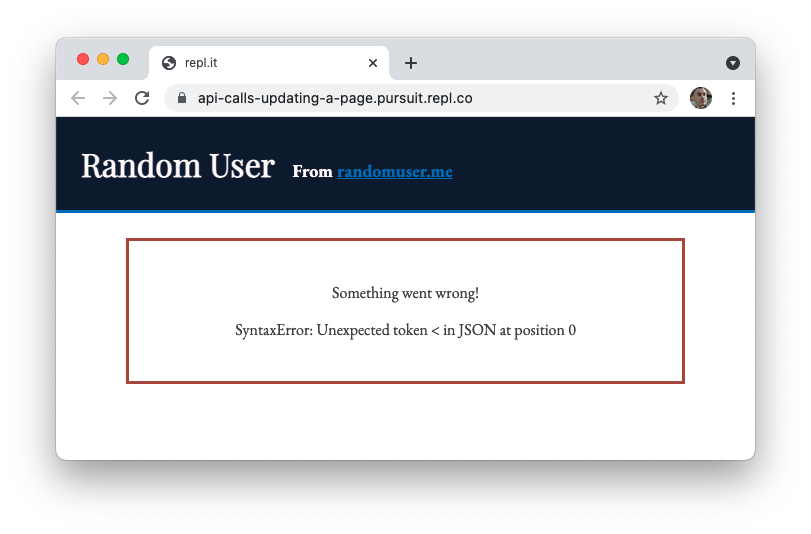 repl.it
api-calls-updating-a-page.pursuit.repl.co
Random User From randomuser.me
Something went wrong!
SyntaxError: Unexpected token < in JSON at position 0